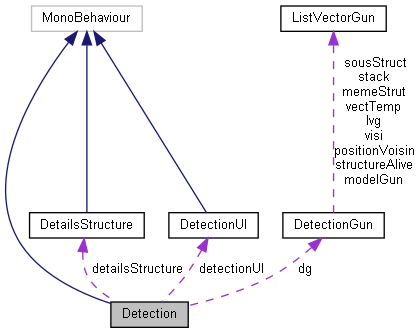 MonoBehaviour
ListVectorGun
sousStruct
stack
memeStrut
vectTemp
lvg
visi
positionVoisin
structureAlive
modelGun
DetailsStructure
DetectionUI
DetectionGun
detailsStructure
detectionUI
dg
Detection